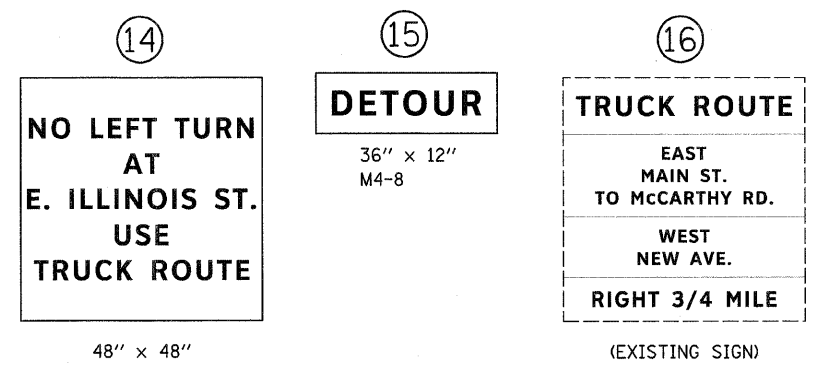 14
NO LEFT TURN
AT
E. ILLINOIS ST.
USE
TRUCK ROUTE
48" x 48"
15
DETOUR
36" x 12"
M4-8
16
TRUCK ROUTE
EAST
MAIN ST.
TO McCARTHY RD.
WEST
NEW AVE.
RIGHT 3/4 MILE
(EXISTING SIGN)